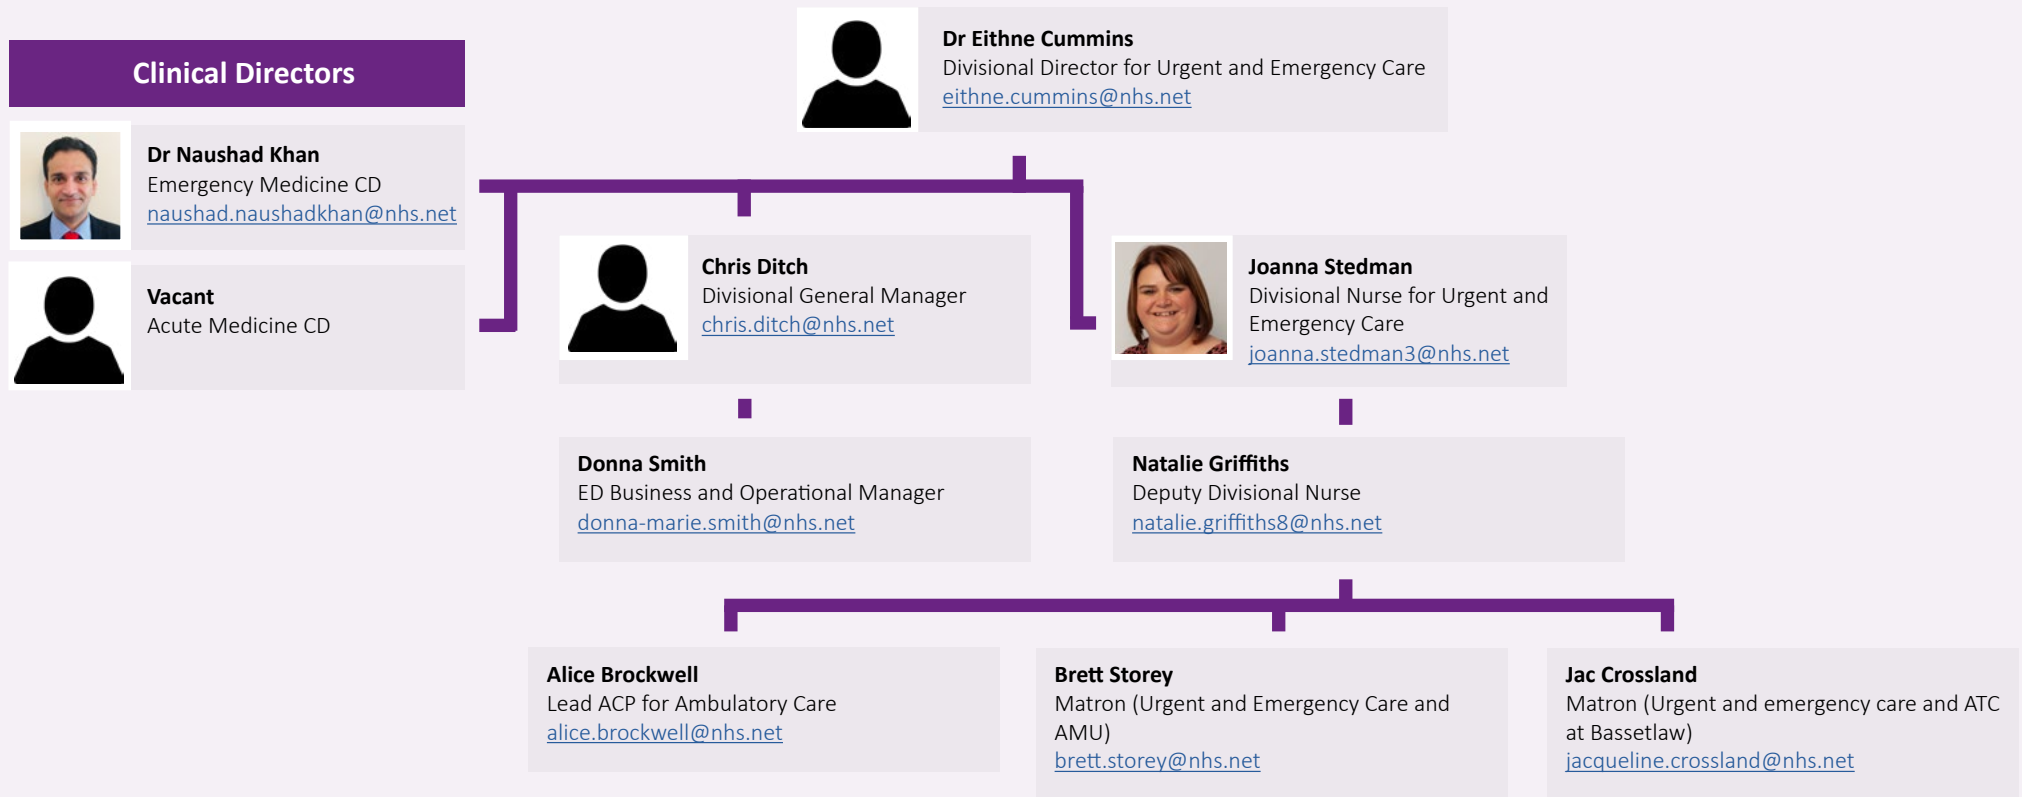 Clinical Directors
Dr Naushad Khan
Emergency Medicine CD
naushad.naushadkhan@nhs.net
Vacant
Acute Medicine CD
Dr Eithne Cummins
Divisional Director for Urgent and Emergency Care
eithne.cummins@nhs.net
Chris Ditch
Divisional General Manager
chris.ditch@nhs.net
Joanna Stedman
Divisional Nurse for Urgent and
Emergency Care
joanna.stedman3@nhs.net
Donna Smith
ED Business and Operational Manager
donna-marie.smith@nhs.net
Natalie Griffiths
Deputy Divisional Nurse
natalie.griffiths8@nhs.net
Alice Brockwell
Lead ACP for Ambulatory Care
alice.brockwell@nhs.net
Brett Storey
Matron (Urgent and Emergency Care and
AMU)
brett.storey@nhs.net
Jac Crossland
Matron (Urgent and emergency care and ATC
at Bassetlaw)
jacqueline.crossland@nhs.net